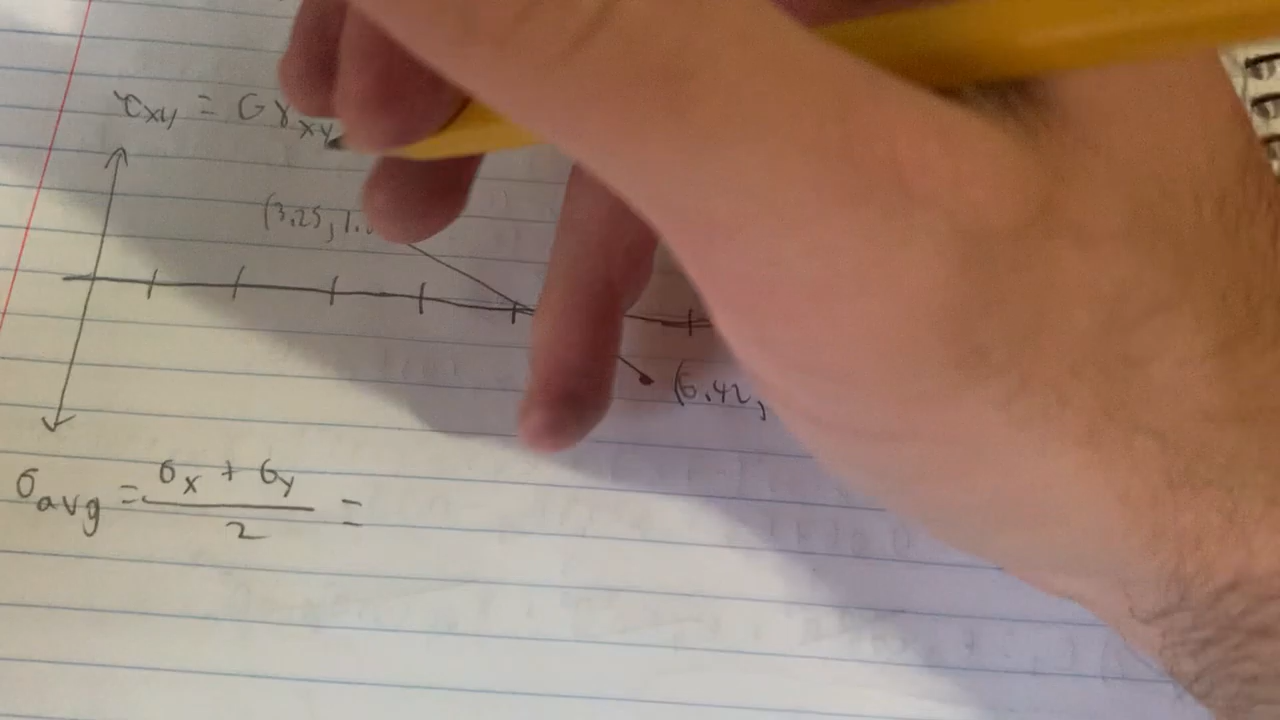 τxy = Gγxy
(3.25, 1.
(6.42,
σavg = σx + σy / 2 =